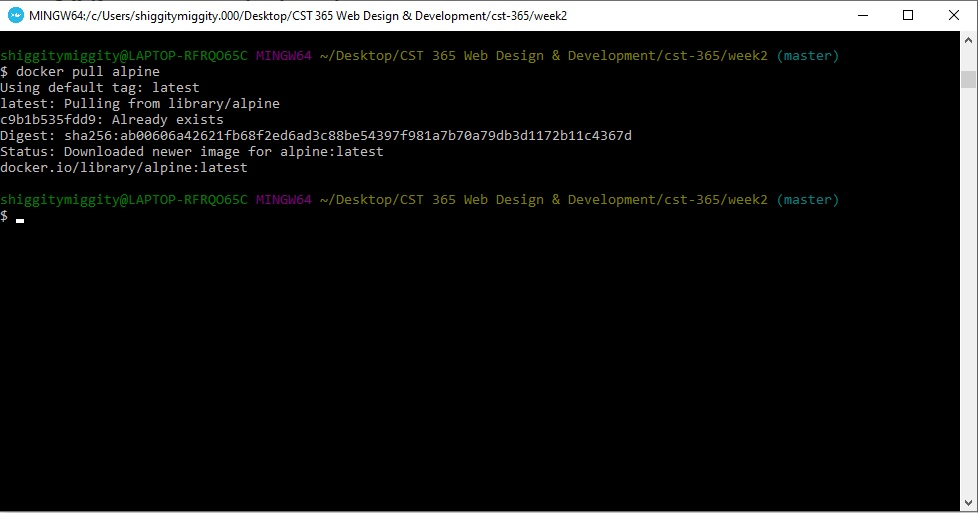 MINGW64:/c/Users/shiggitymiggity.000/Desktop/CST 365 Web Design & Development/cst-365/week2
shiggitymiggity@LAPTOP-RFRQO65C MINGW64 ~/Desktop/CST 365 Web Design & Development/cst-365/week2 (master)
$ docker pull alpine
Using default tag: latest
latest: Pulling from library/alpine
c9b1b535fdd9: Already exists
Digest: sha256:ab00606a42621fb68f2ed6ad3c88be54397f981a7b70a79db3d1172b11c4367d
Status: Downloaded newer image for alpine:latest
docker.io/library/alpine:latest
shiggitymiggity@LAPTOP-RFRQO65C MINGW64 ~/Desktop/CST 365 Web Design & Development/cst-365/week2 (master)
$